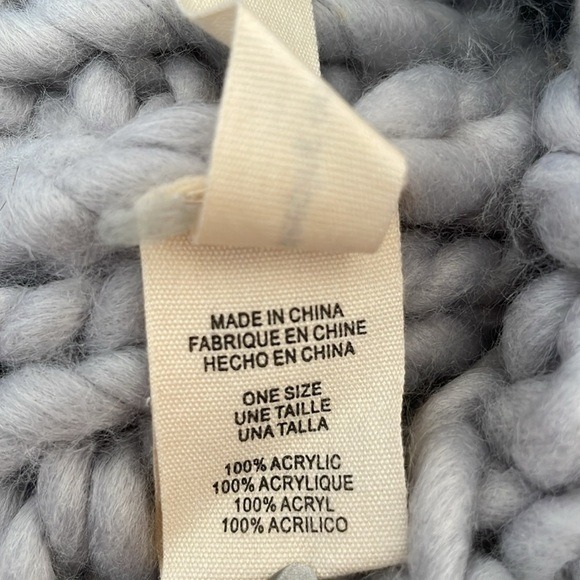 MADE IN CHINA
FABRIQUE EN CHINE
HECHO EN CHINA
ONE SIZE
UNE TAILLE
UNA TALLA
100% ACRYLIC
100% ACRYLIQUE
100% ACRYL
100% ACRILICO